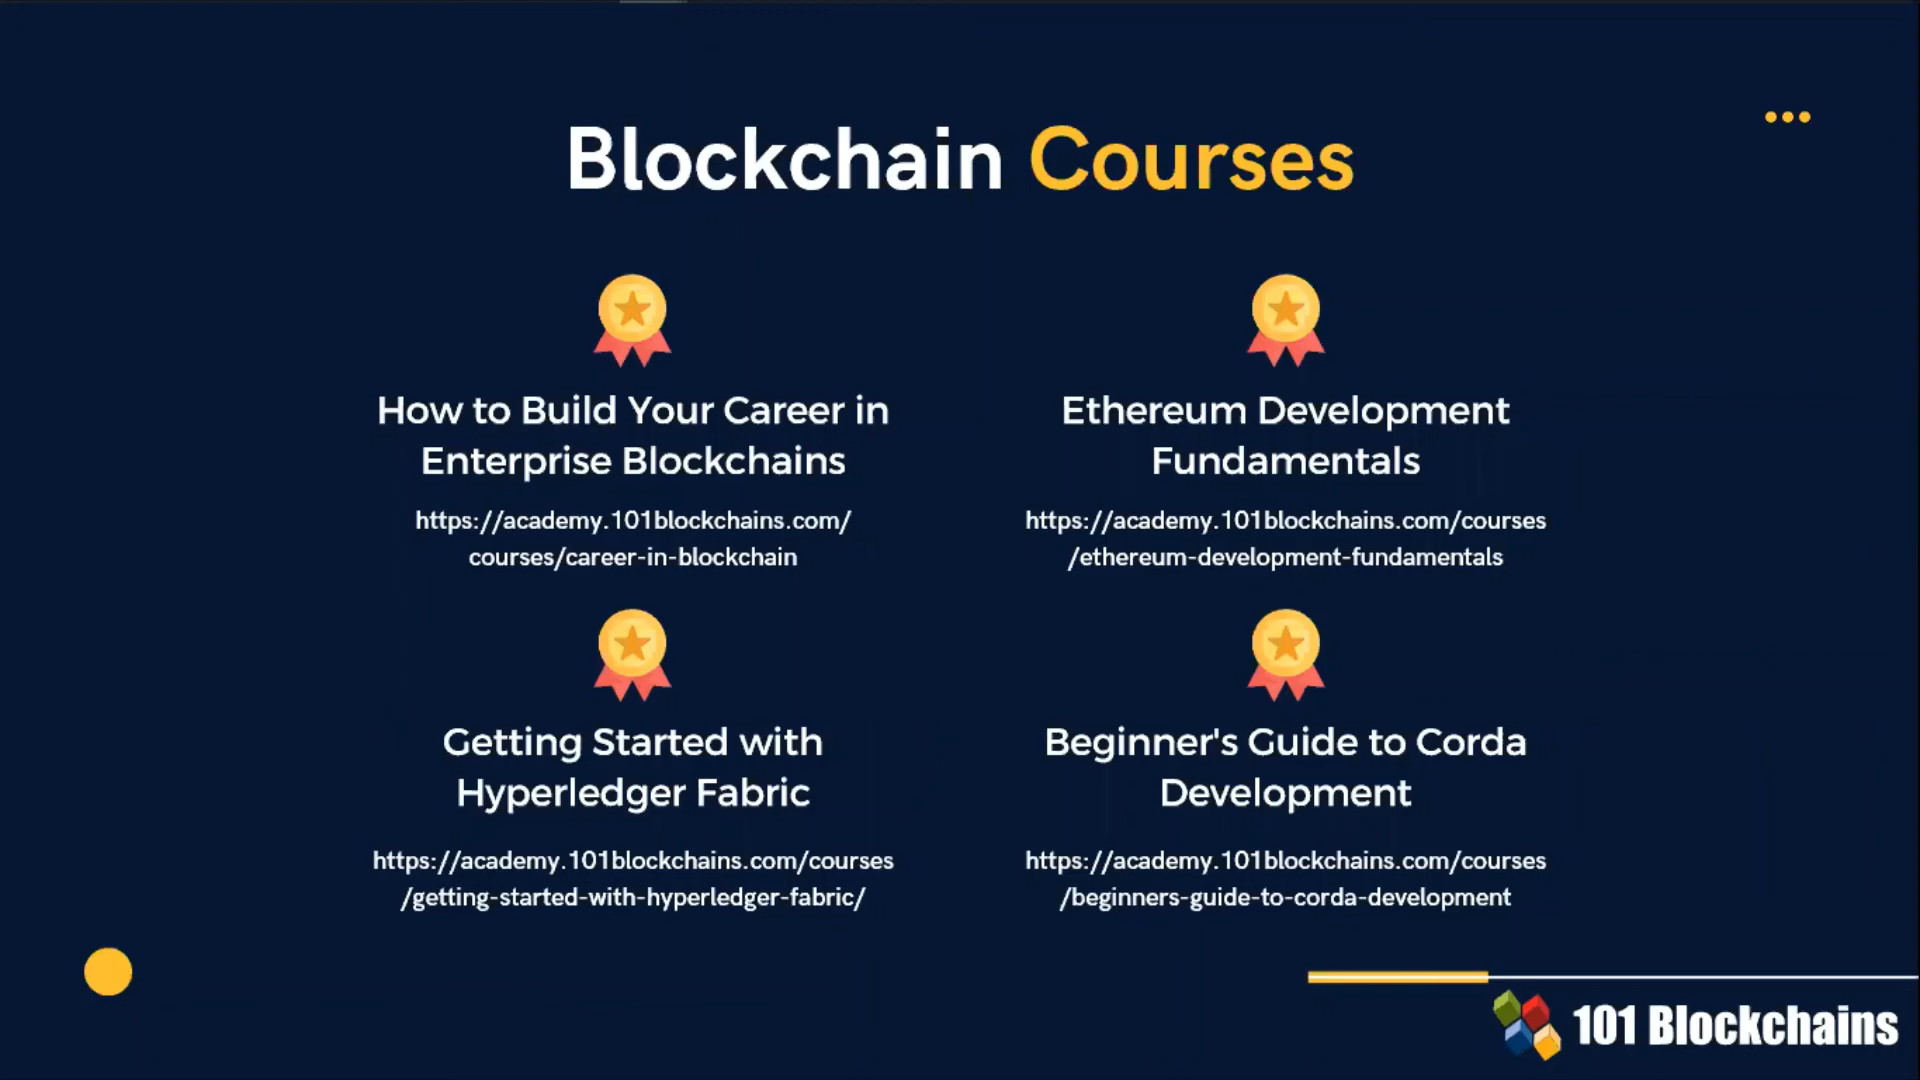 Blockchain Courses
How to Build Your Career in
Enterprise Blockchains
https://academy.101blockchains.com/
courses/career-in-blockchain
Ethereum Development
Fundamentals
https://academy.101blockchains.com/courses
/ethereum-development-fundamentals
Getting Started with
Hyperledger Fabric
https://academy.101blockchains.com/courses
/getting-started-with-hyperledger-fabric/
Beginner's Guide to Corda
Development
https://academy.101blockchains.com/courses
/beginners-guide-to-corda-development
101 Blockchains